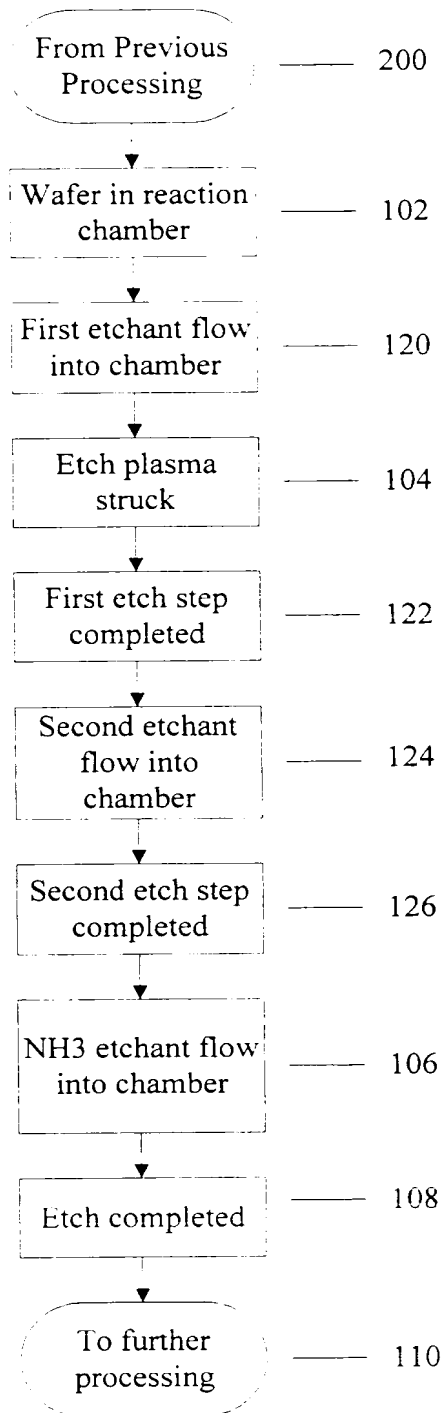 From Previous
Processing
200
Wafer in reaction
chamber
102
First etchant flow
into chamber
120
Etch plasma
struck
104
First etch step
completed
122
Second etchant
flow into
chamber
124
Second etch step
completed
126
NH3 etchant flow
into chamber
106
Etch completed
108
To further
processing
110